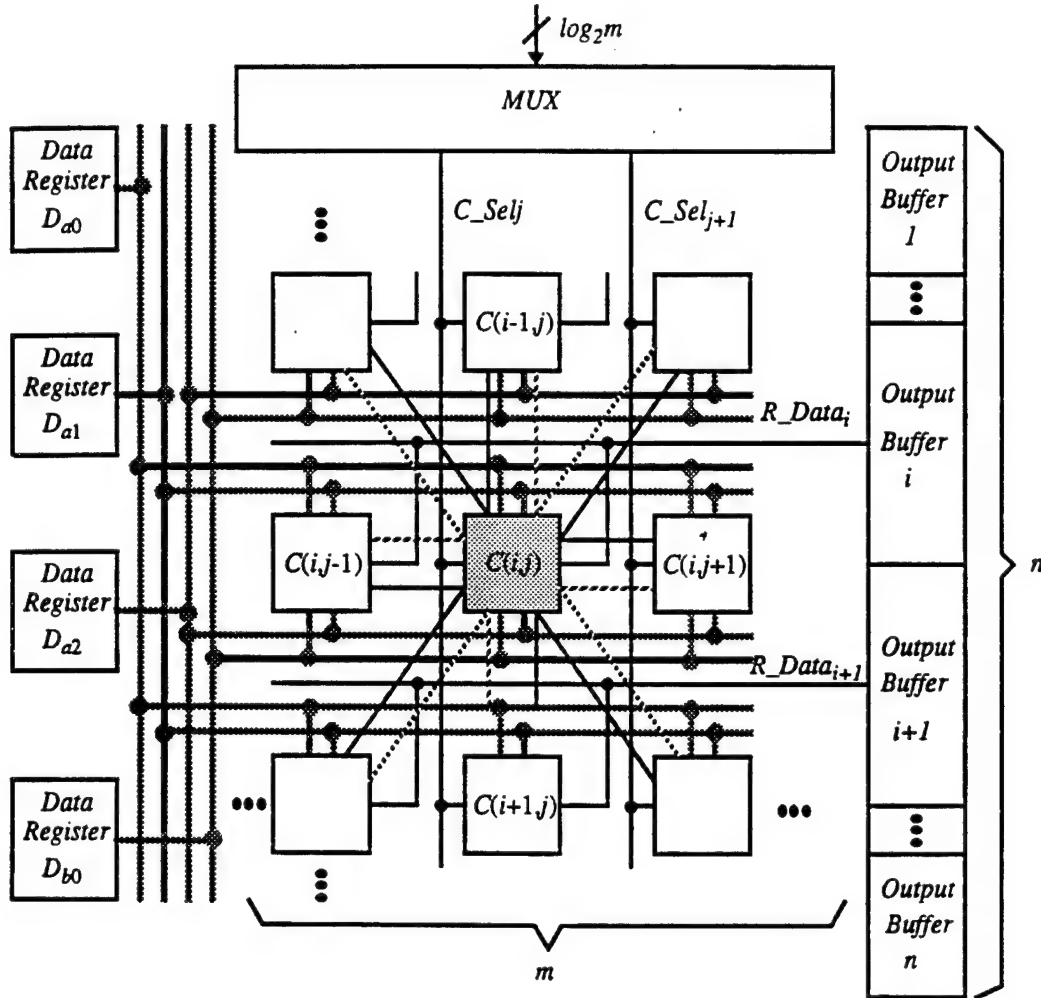 log2m
MUX
Data
Register
Da0
Output
Buffer
1
C_Selj
C_Selj+1
C(i-1,j)
Data
Register
Da1
Output
Buffer
i
R_Datai
C(i,j-1)
C(i,j)
C(i,j+1)
n
Data
Register
Da2
Output
Buffer
i+1
R_Datai+1
Data
Register
Db0
C(i+1,j)
Output
Buffer
n
m